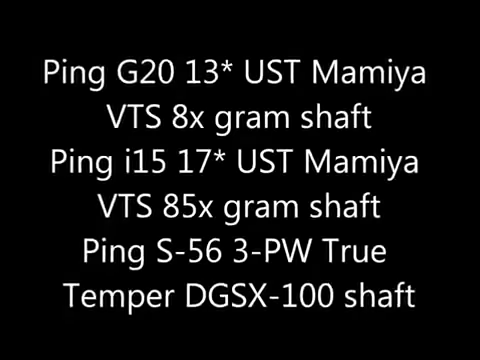 Ping G20 13* UST Mamiya
VTS 8x gram shaft
Ping i15 17* UST Mamiya
VTS 85x gram shaft
Ping S-56 3-PW True
Temper DGSX-100 shaft